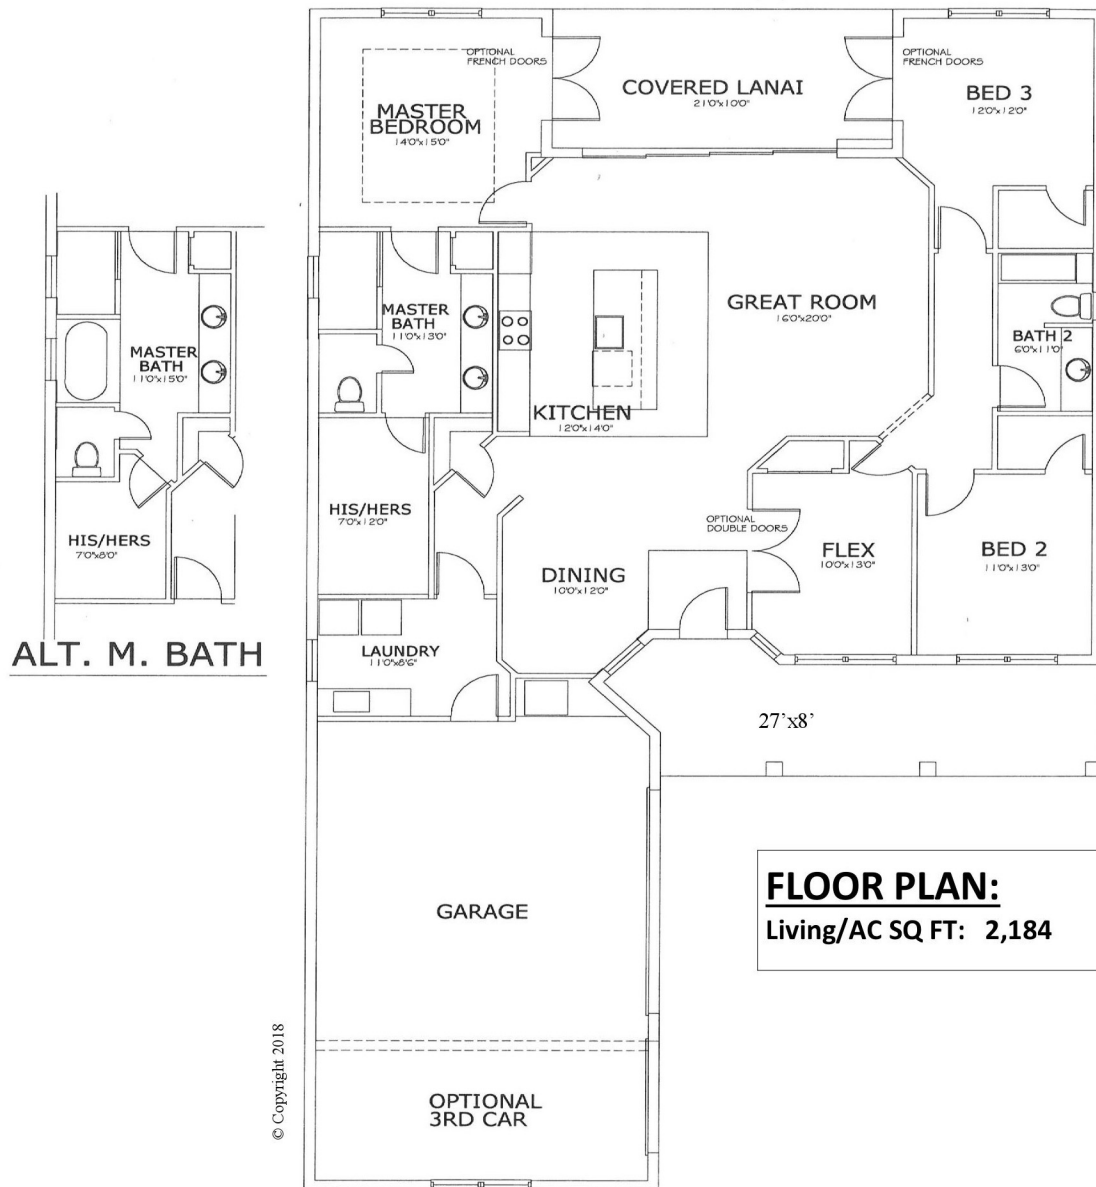 OPTIONAL
FRENCH DOORS
MASTER
BEDROOM
14'0"x15'0"
COVERED LANAI
21'0"x10'0"
OPTIONAL
FRENCH DOORS
BED 3
12'0"x12'0"
MASTER
BATH
11'0"x15'0"
HIS/HERS
7'0"x8'0"
ALT. M. BATH
MASTER
BATH
11'0"x13'0"
GREAT ROOM
16'0"x20'0"
BATH 2
6'0"x11'0"
KITCHEN
12'0"x14'0"
HIS/HERS
7'0"x12'0"
OPTIONAL
DOUBLE DOORS
FLEX
10'0"x13'0"
BED 2
11'0"x13'0"
DINING
10'0"x12'0"
LAUNDRY
11'0"x8'6"
27'x8'
GARAGE
FLOOR PLAN:
Living/AC SQ FT: 2,184
OPTIONAL
3RD CAR
© Copyright 2018